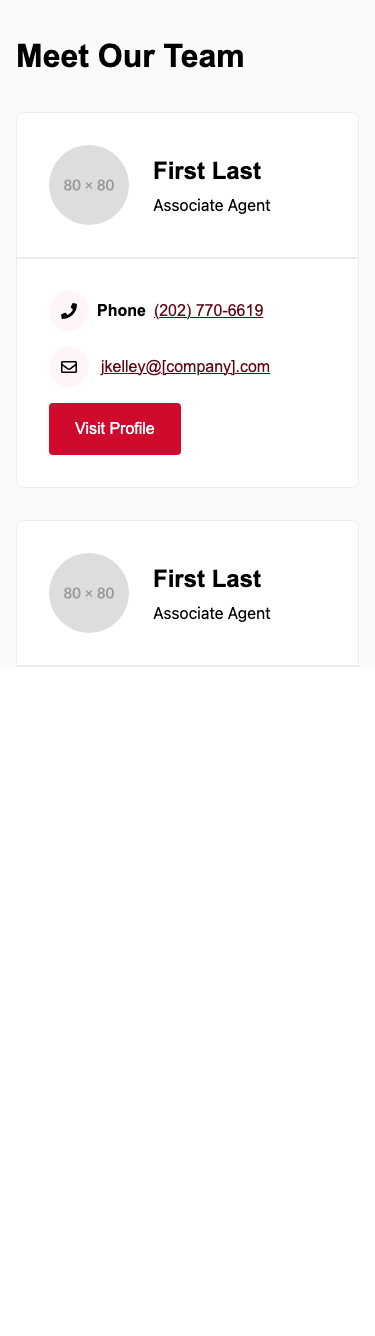 Meet Our Team
80 × 80
First Last
Associate Agent
Phone (202) 770-6619
jkelley@[company].com
Visit Profile
80 × 80
First Last
Associate Agent